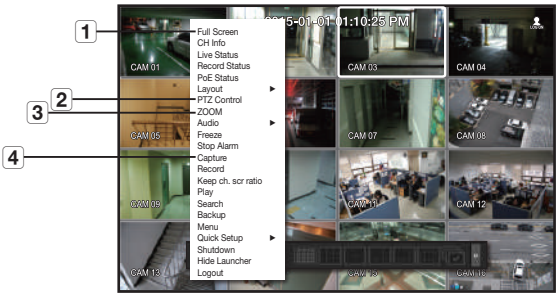 2015-01-01 01:10:25 PM
LOGON
1
2
3
4
Full Screen
CH Info
Live Status
Record Status
PoE Status
Layout
PTZ Control
ZOOM
Audio
Freeze
Stop Alarm
Capture
Record
Keep ch. scr ratio
Play
Search
Backup
Menu
Quick Setup
Shutdown
Hide Launcher
Logout
CAM 01
CAM 03
CAM 04
CAM 05
CAM 07
CAM 08
CAM 09
CAM 11
CAM 12
CAM 13
CAM 15
CAM 16